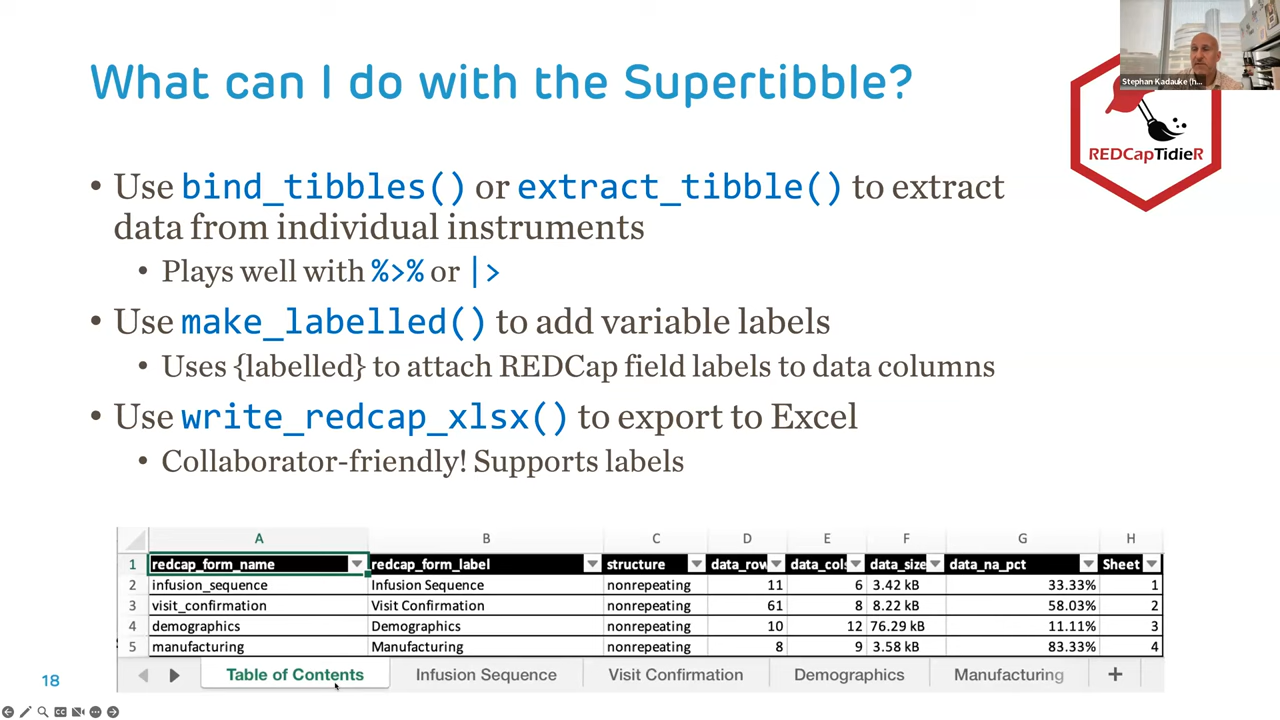 What can I do with the Supertibble?
Stephan Kadauke (h...
REDCapTidieR
• Use bind_tibbles() or extract_tibble() to extract
data from individual instruments
• Plays well with %>% or |>
• Use make_labelled() to add variable labels
• Uses {labelled} to attach REDCap field labels to data columns
• Use write_redcap_xlsx() to export to Excel
• Collaborator-friendly! Supports labels
A B C D E F G H
1 redcap_form_name redcap_form_label structure data_row data_cols data_size data_na_pct Sheet
2 infusion_sequence Infusion Sequence nonrepeating 11 6 3.42 kB 33.33% 1
3 visit_confirmation Visit Confirmation nonrepeating 61 8 8.22 kB 58.03% 2
4 demographics Demographics nonrepeating 10 12 76.29 kB 11.11% 3
5 manufacturing Manufacturing nonrepeating 8 9 3.58 kB 83.33% 4
Table of Contents Infusion Sequence Visit Confirmation Demographics Manufacturing +
18